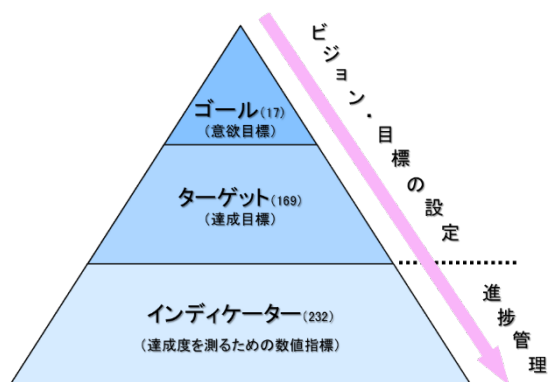 ゴール(17)
(意欲目標)
ターゲット(169)
(達成目標)
インディケーター(232)
(達成度を測るための数値指標)
ビジョン・目標の設定
進捗管理